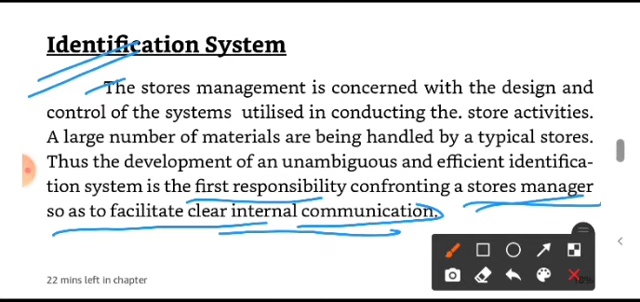 Identification System
The stores management is concerned with the design and
control of the systems utilised in conducting the. store activities.
A large number of materials are being handled by a typical stores.
Thus the development of an unambiguous and efficient identifica-
tion system is the first responsibility confronting a stores manager
so as to facilitate clear internal communication.
22 mins left in chapter